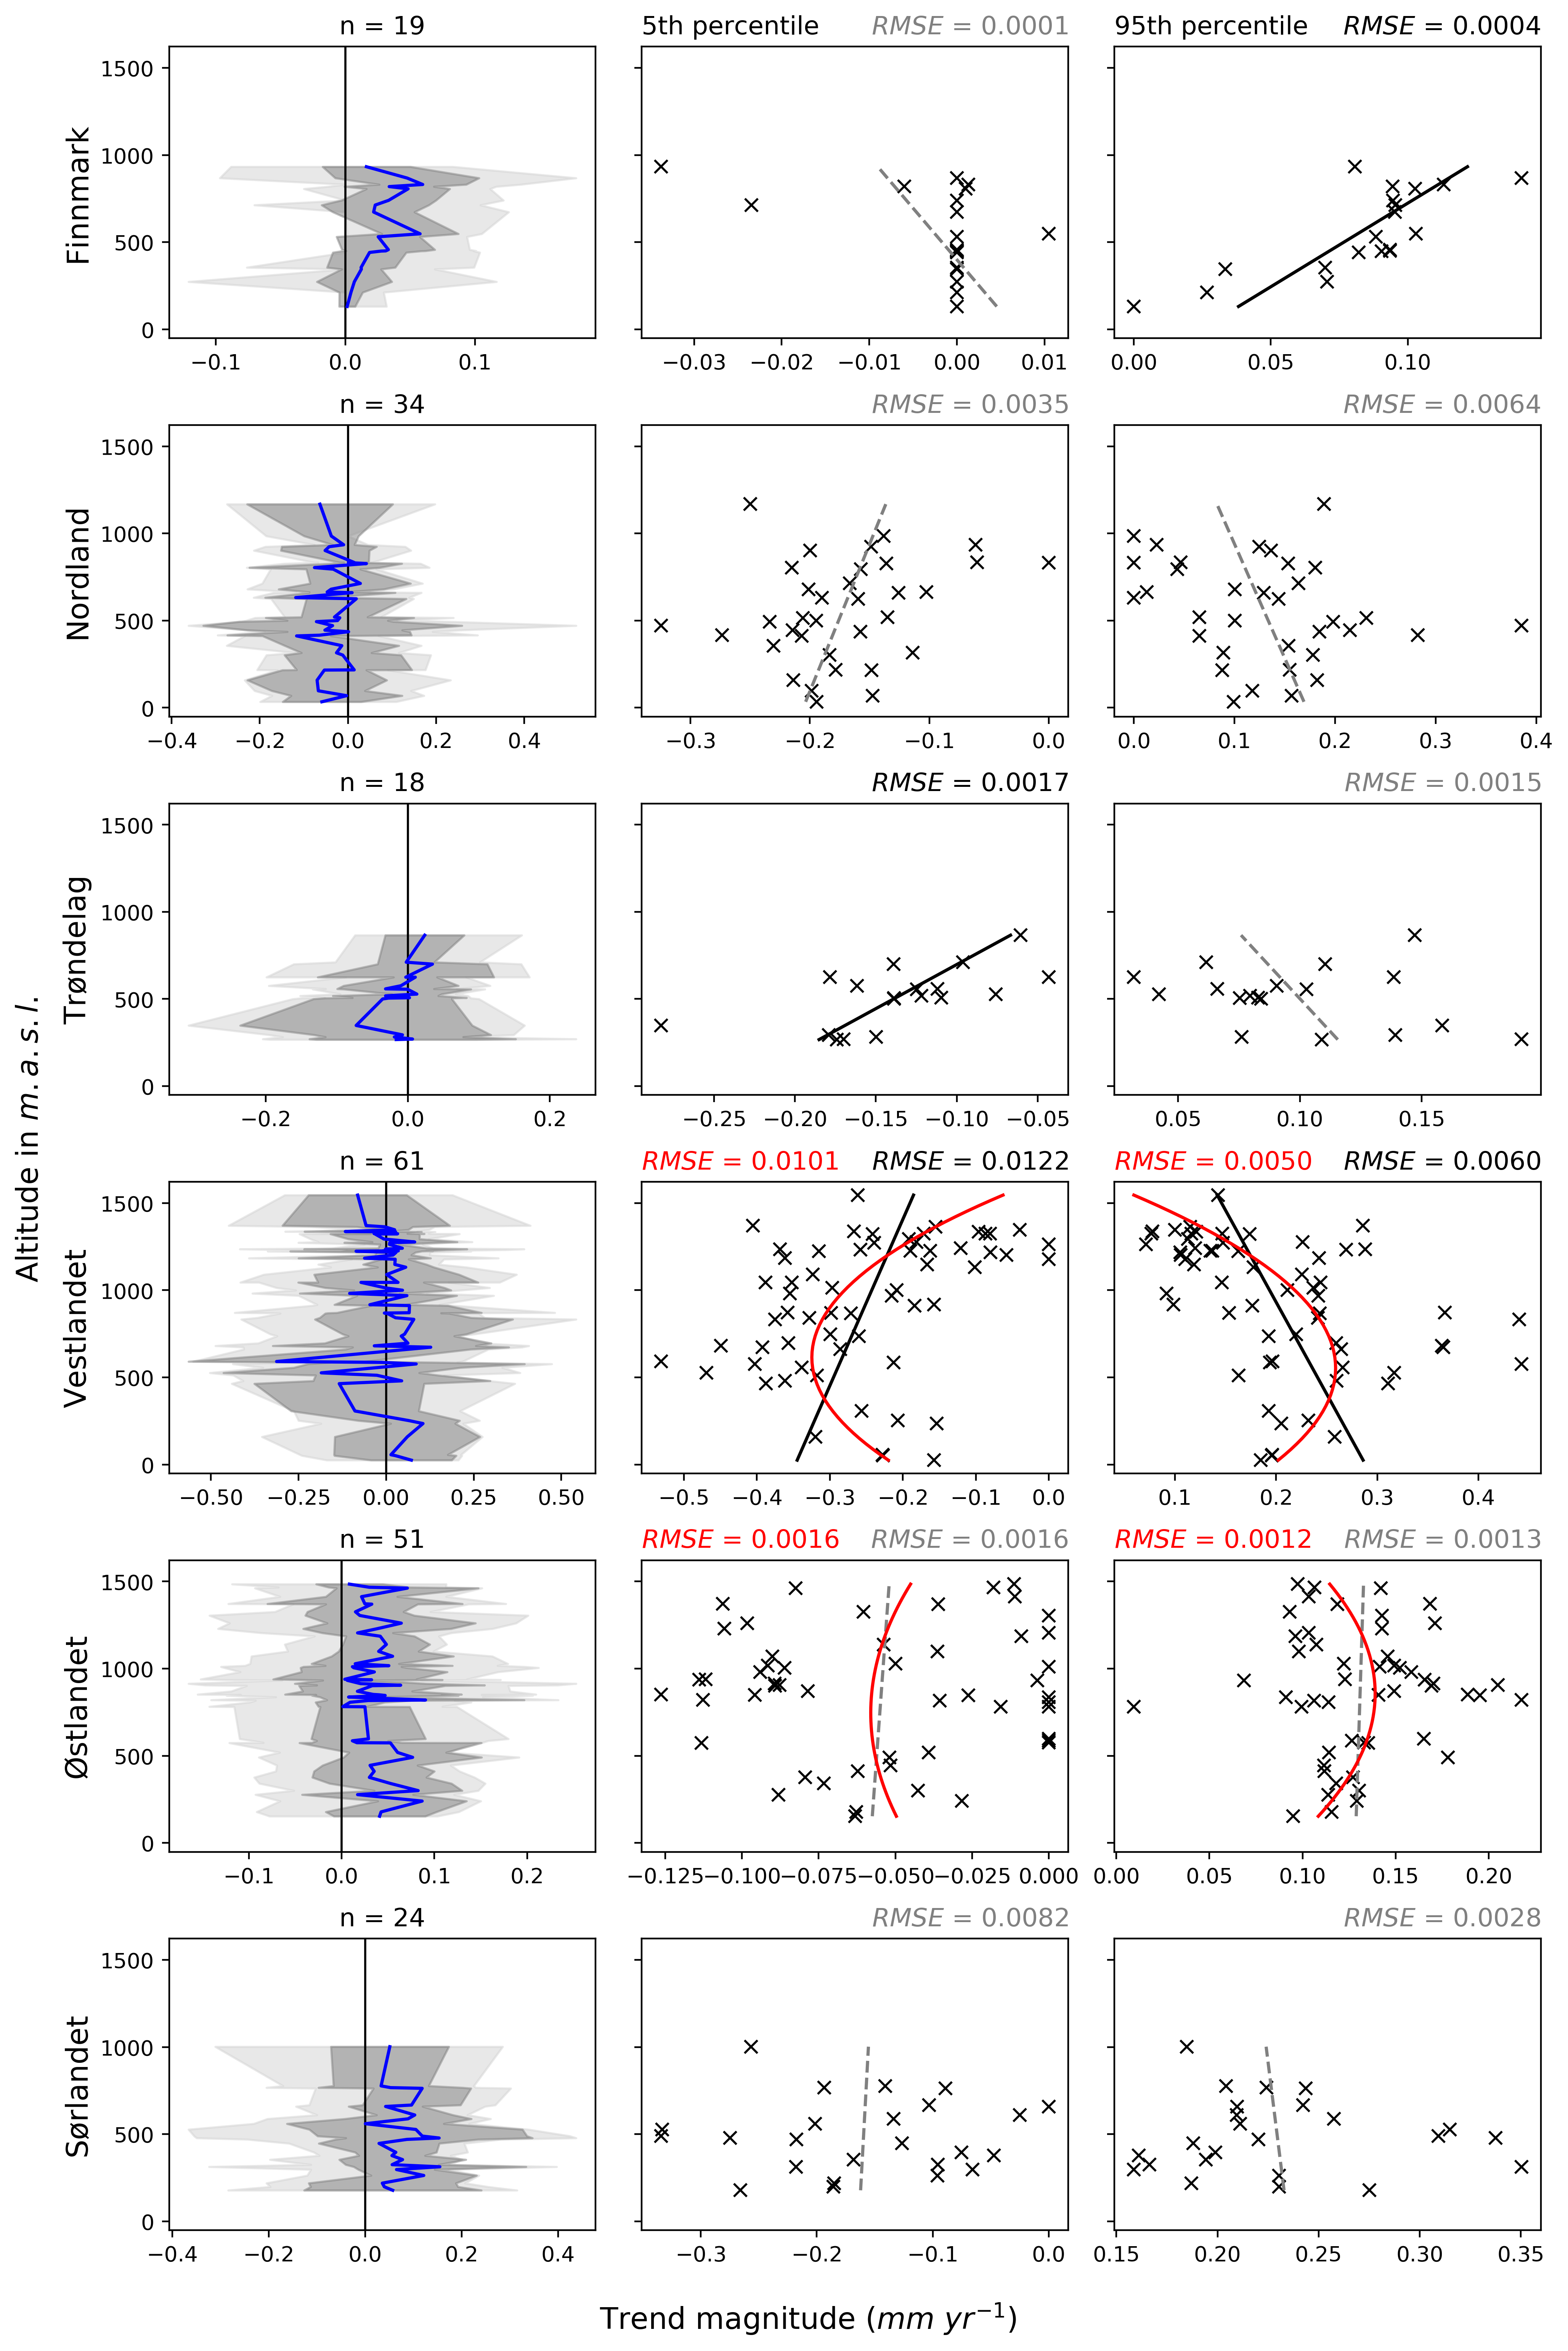 n = 19
5th percentile RMSE = 0.0001
95th percentile RMSE = 0.0004
Finnmark
1500
1000
500
0
−0.1 0.0 0.1
−0.03 −0.02 −0.01 0.00 0.01
0.00 0.05 0.10
n = 34
RMSE = 0.0035
RMSE = 0.0064
Nordland
1500
1000
500
0
−0.4 −0.2 0.0 0.2 0.4
−0.3 −0.2 −0.1 0.0
0.0 0.1 0.2 0.3 0.4
n = 18
RMSE = 0.0017
RMSE = 0.0015
Trøndelag
1500
1000
500
0
−0.2 0.0 0.2
−0.25 −0.20 −0.15 −0.10 −0.05
0.05 0.10 0.15
Altitude in m. a. s. l.
n = 61
RMSE = 0.0101 RMSE = 0.0122
RMSE = 0.0050 RMSE = 0.0060
Vestlandet
1500
1000
500
0
−0.50 −0.25 0.00 0.25 0.50
−0.5 −0.4 −0.3 −0.2 −0.1 0.0
0.1 0.2 0.3 0.4
n = 51
RMSE = 0.0016 RMSE = 0.0016
RMSE = 0.0012 RMSE = 0.0013
Østlandet
1500
1000
500
0
−0.1 0.0 0.1 0.2
−0.125 −0.100 −0.075 −0.050 −0.025 0.000
0.00 0.05 0.10 0.15 0.20
n = 24
RMSE = 0.0082
RMSE = 0.0028
Sørlandet
1500
1000
500
0
−0.4 −0.2 0.0 0.2 0.4
−0.3 −0.2 −0.1 0.0
0.15 0.20 0.25 0.30 0.35
Trend magnitude (mm yr⁻¹)